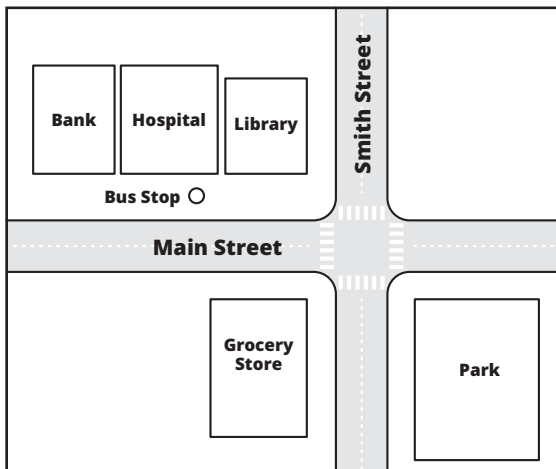 Smith Street
Bank
Hospital
Library
Bus Stop
Main Street
Grocery
Store
Park